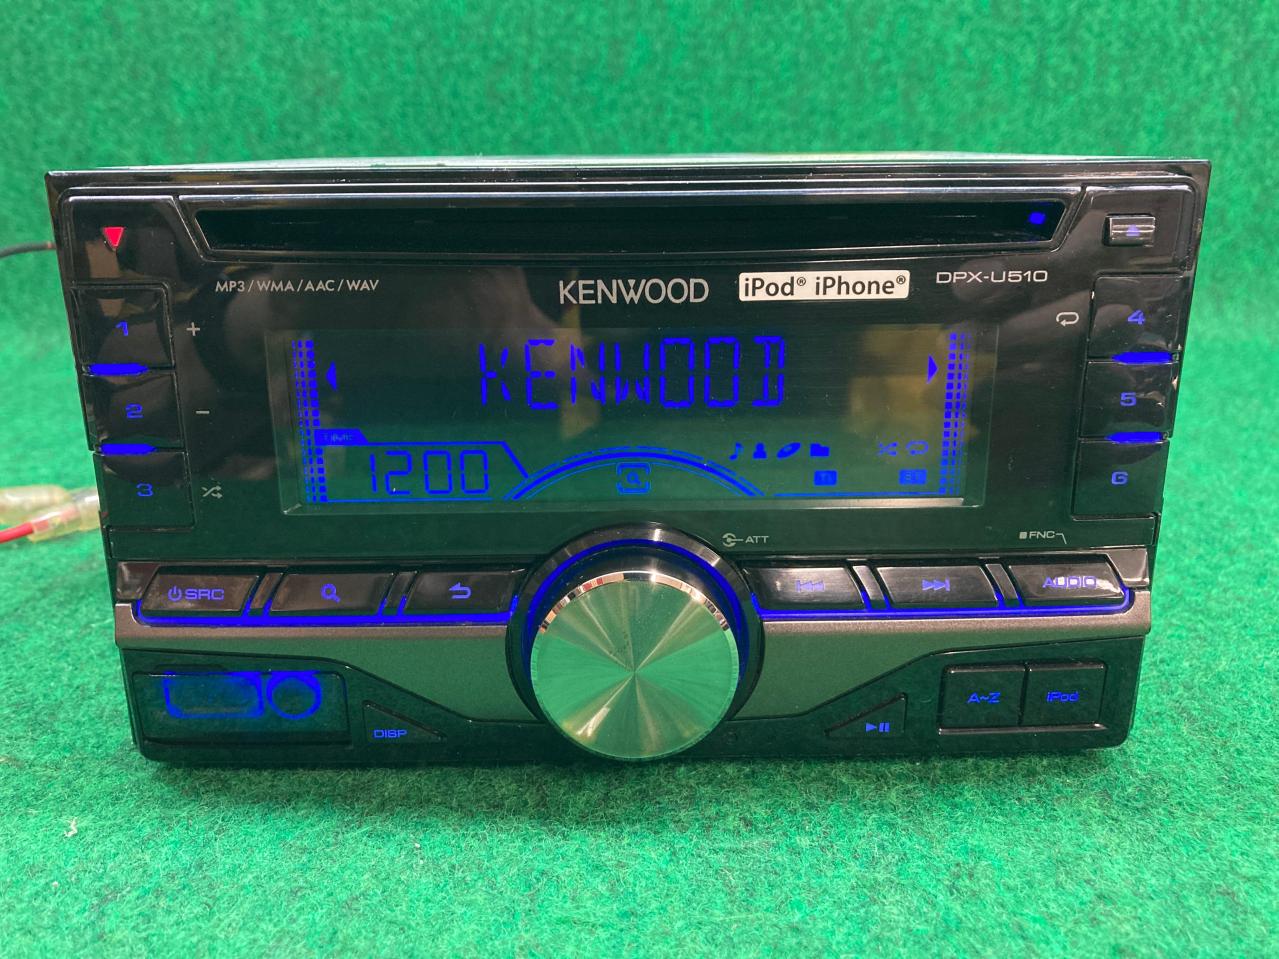 MP3/WMA/AAC/WAV
KENWOOD
iPod® iPhone®
DPX-U510
1 +
2 −
3
4
5
6
KENWOOD
1200
ATT
FNC
SRC
AUDIO
DISP
A~Z
iPod